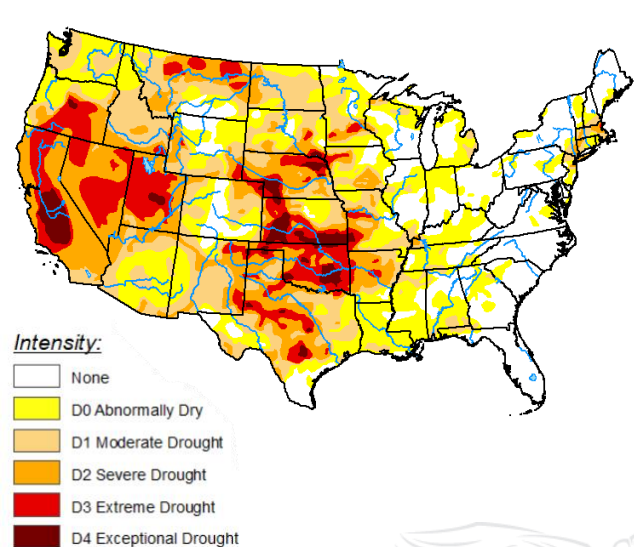 Intensity:
None
D0 Abnormally Dry
D1 Moderate Drought
D2 Severe Drought
D3 Extreme Drought
D4 Exceptional Drought